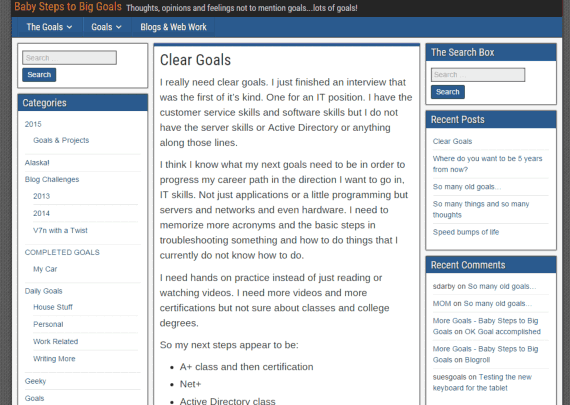 Baby Steps to Big Goals Thoughts, opinions and feelings not to mention goals...lots of goals!
The Goals Goals Blogs & Web Work
Search
Search
Categories
2015
Goals & Projects
Alaska!
Blog Challenges
2013
2014
V7n with a Twist
COMPLETED GOALS
My Car
Daily Goals
House Stuff
Personal
Work Related
Writing More
Geeky
Goals
Clear Goals
I really need clear goals. I just finished an interview that
was the first of it's kind. One for an IT position. I have the
customer service skills and software skills but I do not
have the server skills or Active Directory or anything
along those lines.
I think I know what my next goals need to be in order to
progress my career path in the direction I want to go in,
IT skills. Not just applications or a little programming but
servers and networks and even hardware. I need to
memorize more acronyms and the basic steps in
troubleshooting something and how to do things that I
currently do not know how to do.
I need hands on practice instead of just reading or
watching videos. I need more videos and more
certifications but not sure about classes and college
degrees.
So my next steps appear to be:
• A+ class and then certification
• Net+
• Active Directory class
The Search Box
Search
Search
Recent Posts
Clear Goals
Where do you want to be 5 years
from now?
So many old goals...
So many things and so many
thoughts
Speed bumps of life
Recent Comments
sdarby on So many old goals...
MOM on So many old goals...
More Goals - Baby Steps to Big
Goals on OK Goal accomplished
More Goals - Baby Steps to Big
Goals on Blogroll
suesgoals on Testing the new
keyboard for the tablet